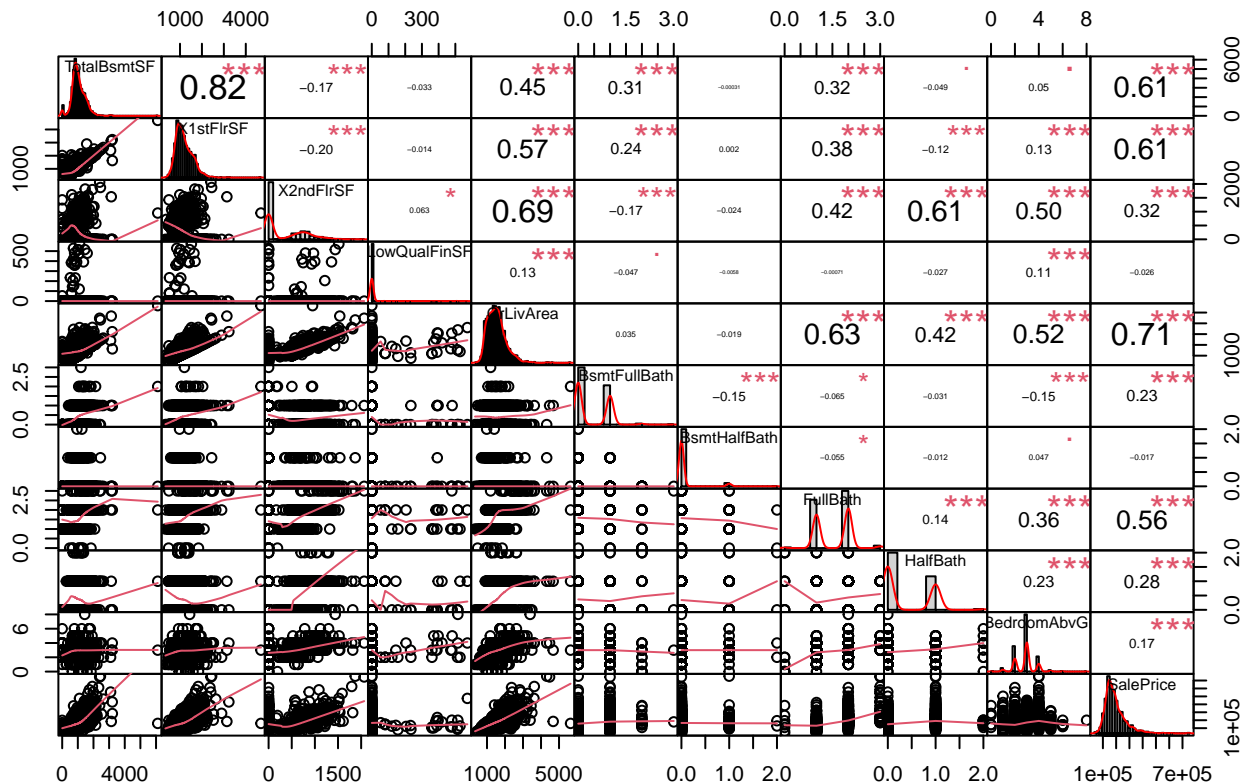 1000 4000 0 300 0.0 1.5 3.0 0.0 1.5 3.0 0 4 8
TotalBsmtSF 0.82 *** −0.17 *** −0.033 0.45 *** 0.31 *** −0.00031 0.32 *** −0.049 . 0.05 . 0.61 *** 0 6000
1000 X1stFlrSF −0.20 *** −0.014 0.57 *** 0.24 *** 0.002 0.38 *** −0.12 *** 0.13 *** 0.61 ***
X2ndFlrSF 0.063 * 0.69 *** −0.17 *** −0.024 0.42 *** 0.61 *** 0.50 *** 0.32 *** 0 2000
0 500 LowQualFinSF 0.13 *** −0.047 . −0.0058 −0.00071 −0.027 0.11 *** −0.026
GrLivArea 0.035 −0.019 0.63 *** 0.42 *** 0.52 *** 0.71 *** 1000
0.0 2.5 BsmtFullBath −0.15 *** −0.065 * −0.031 −0.15 *** 0.23 ***
BsmtHalfBath −0.055 * −0.012 0.047 . −0.017 0.0 2.0
0.0 2.5 FullBath 0.14 *** 0.36 *** 0.56 ***
HalfBath 0.23 *** 0.28 *** 0.0 2.0
0 6 BedroomAbvG 0.17 ***
SalePrice 1e+05
0 4000 0 1500 1000 5000 0.0 1.0 2.0 0.0 1.0 2.0 1e+05 7e+05